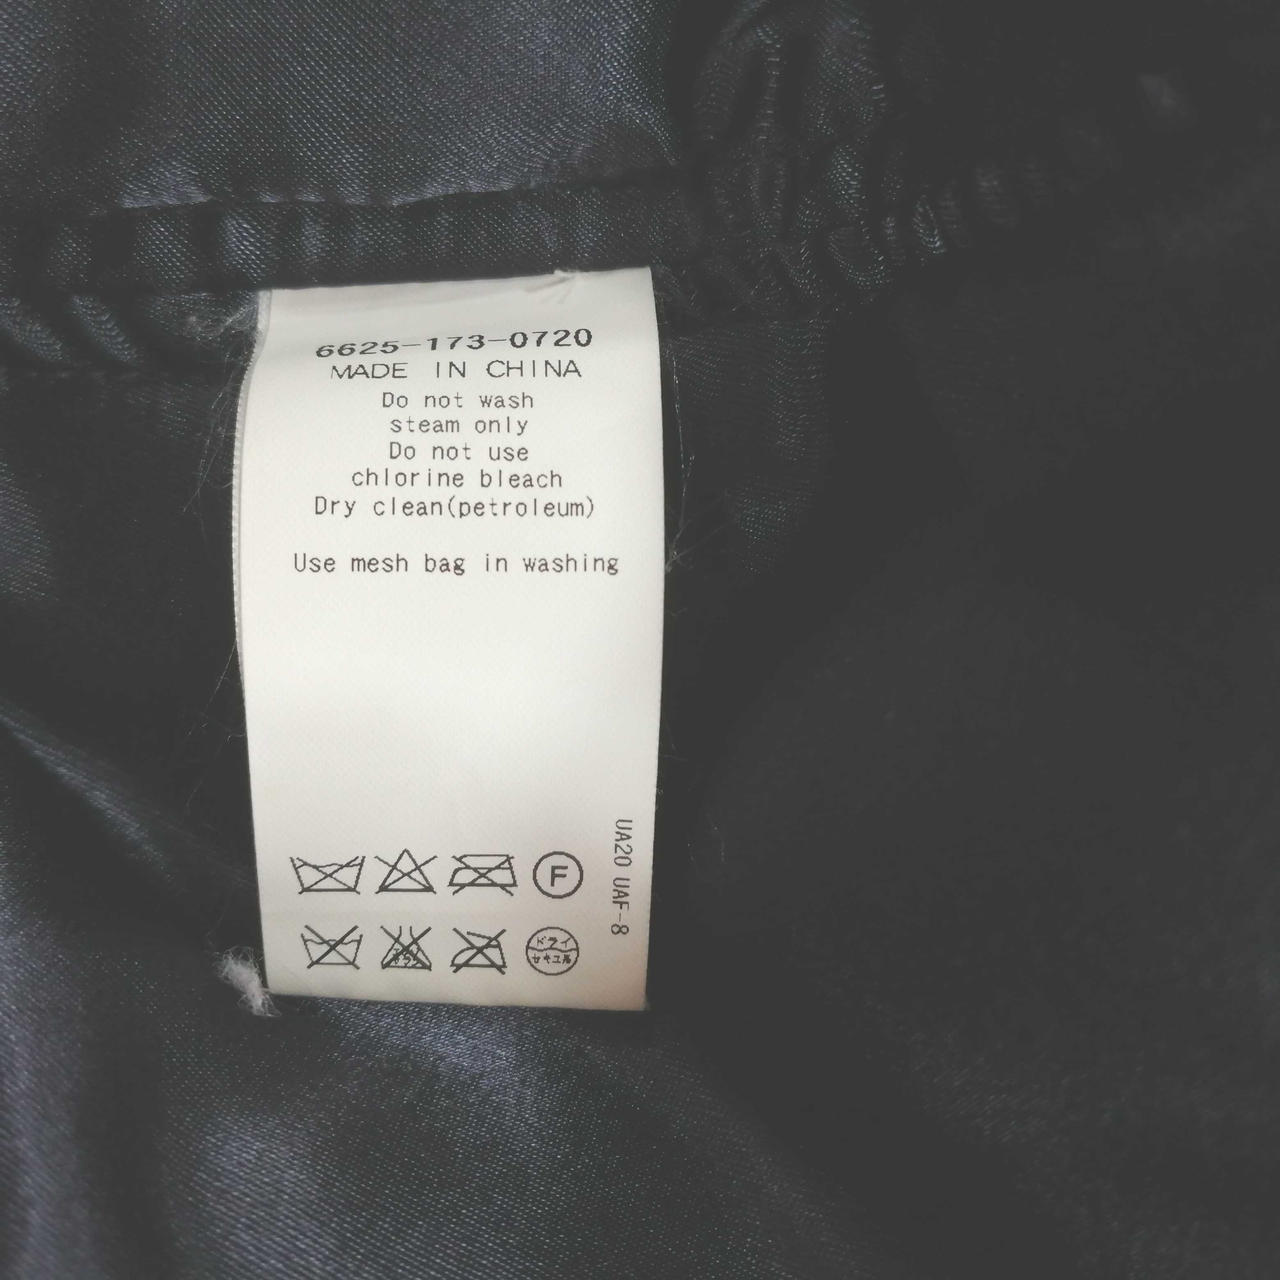 6625-173-0720
MADE IN CHINA
Do not wash
steam only
Do not use
chlorine bleach
Dry clean(petroleum)
Use mesh bag in washing
UA20 UAF-8
F
ドライ
セキユ系